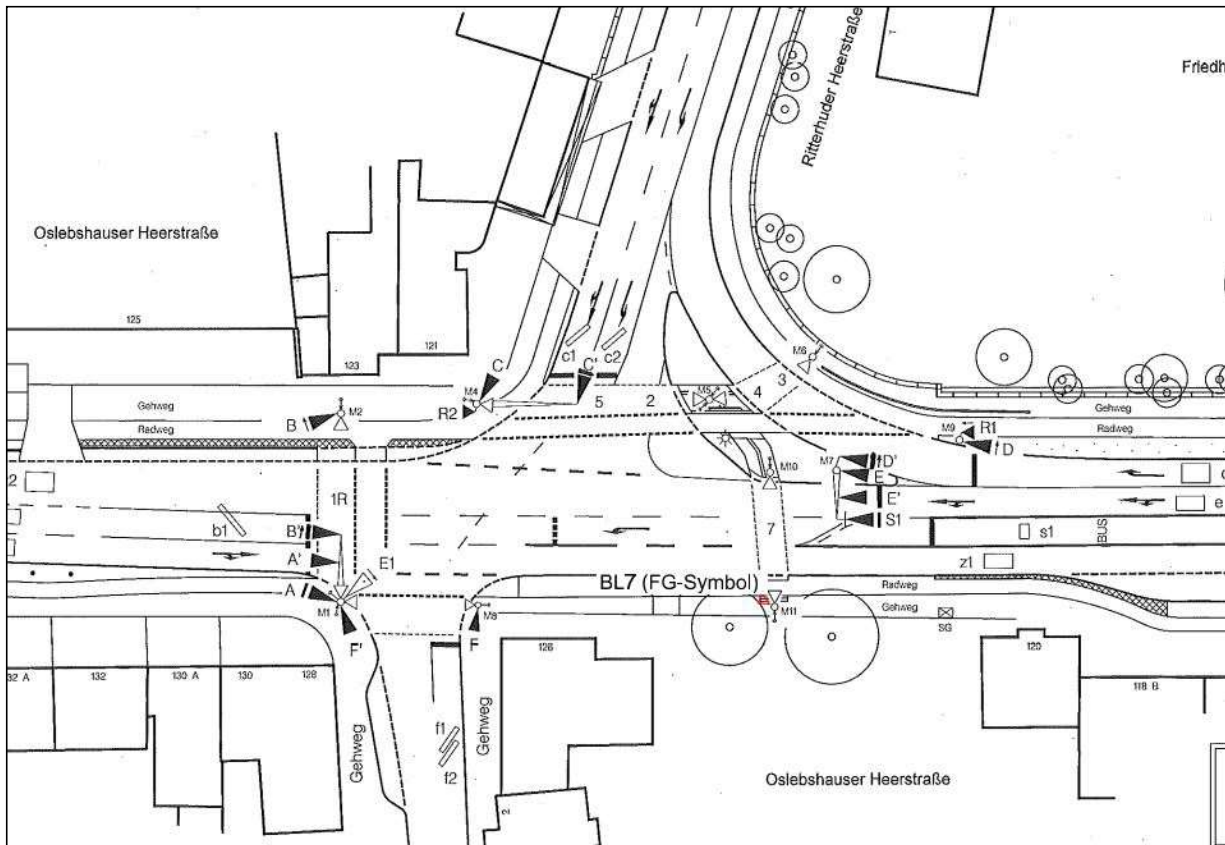 1
Ritterhuder Heerstraße
Friedh
Oslebshauser Heerstraße
125
123
121
c1
C'
c2
C
M4
R2
5
2
M5
4
3
M6
Gehweg
Radweg
B
M2
Gehweg
Radweg
M9
R1
D
M10
M7
D'
E
E'
S1
2
1R
b1
B'
A'
E1
7
e
s1
BUS
z1
A
M1
BL7 (FG-Symbol)
Radweg
Gehweg
M8
M11
SG
F'
F
32 A
132
130 A
130
128
126
120
118 B
Gehweg
Gehweg
f1
f2
2
Oslebshauser Heerstraße